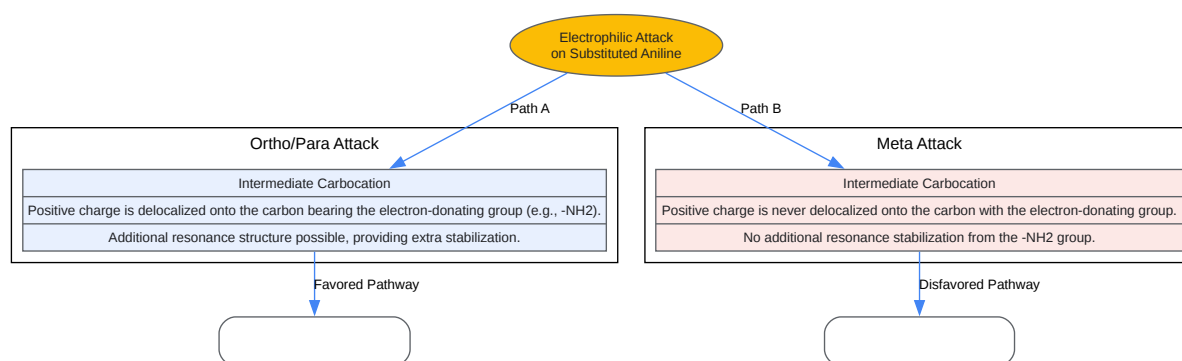 Electrophilic Attack
on Substituted Aniline
Path A
Path B
Ortho/Para Attack
Intermediate Carbocation
Positive charge is delocalized onto the carbon bearing the electron-donating group (e.g., -NH2).
Additional resonance structure possible, providing extra stabilization.
Meta Attack
Intermediate Carbocation
Positive charge is never delocalized onto the carbon with the electron-donating group.
No additional resonance stabilization from the -NH2 group.
Favored Pathway
Disfavored Pathway